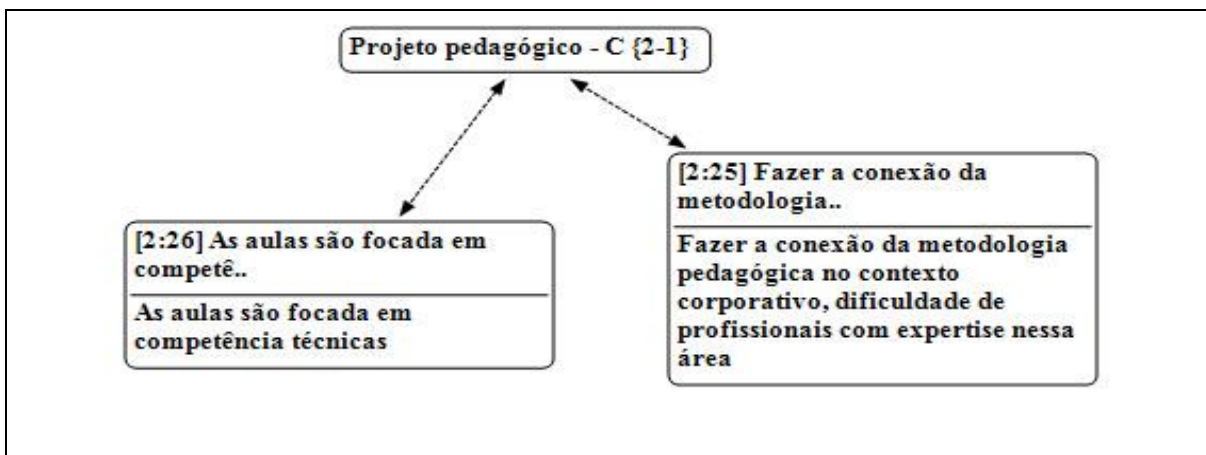 Projeto pedagógico - C {2-1}
[2:26] As aulas são focada em
competê..
As aulas são focada em
competência técnicas
[2:25] Fazer a conexão da
metodologia..
Fazer a conexão da metodologia
pedagógica no contexto
corporativo, dificuldade de
profissionais com expertise nessa
área